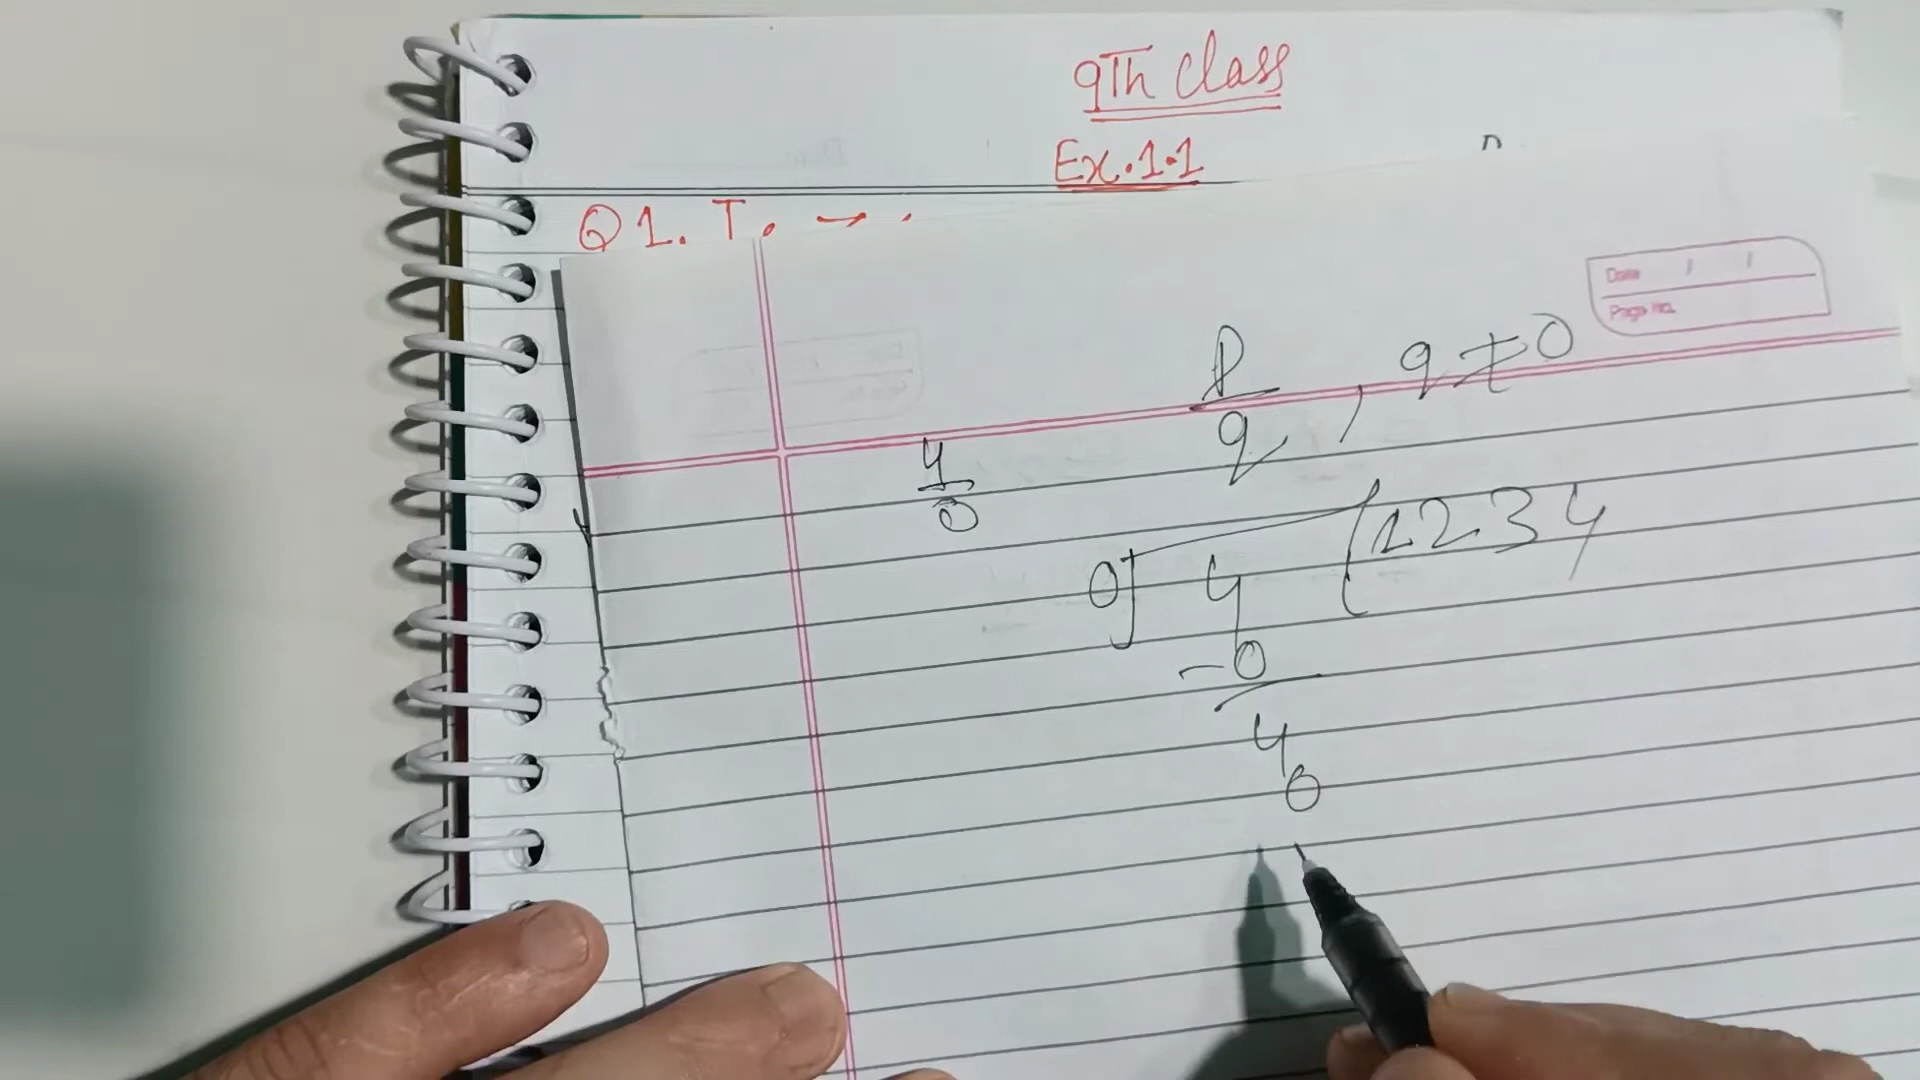 9Th Class
Ex.1.1
Q1. T. → .
Date / /
Page No.
p/q , q ≠ 0
4/0
0) 4 (1234
-0
4
0